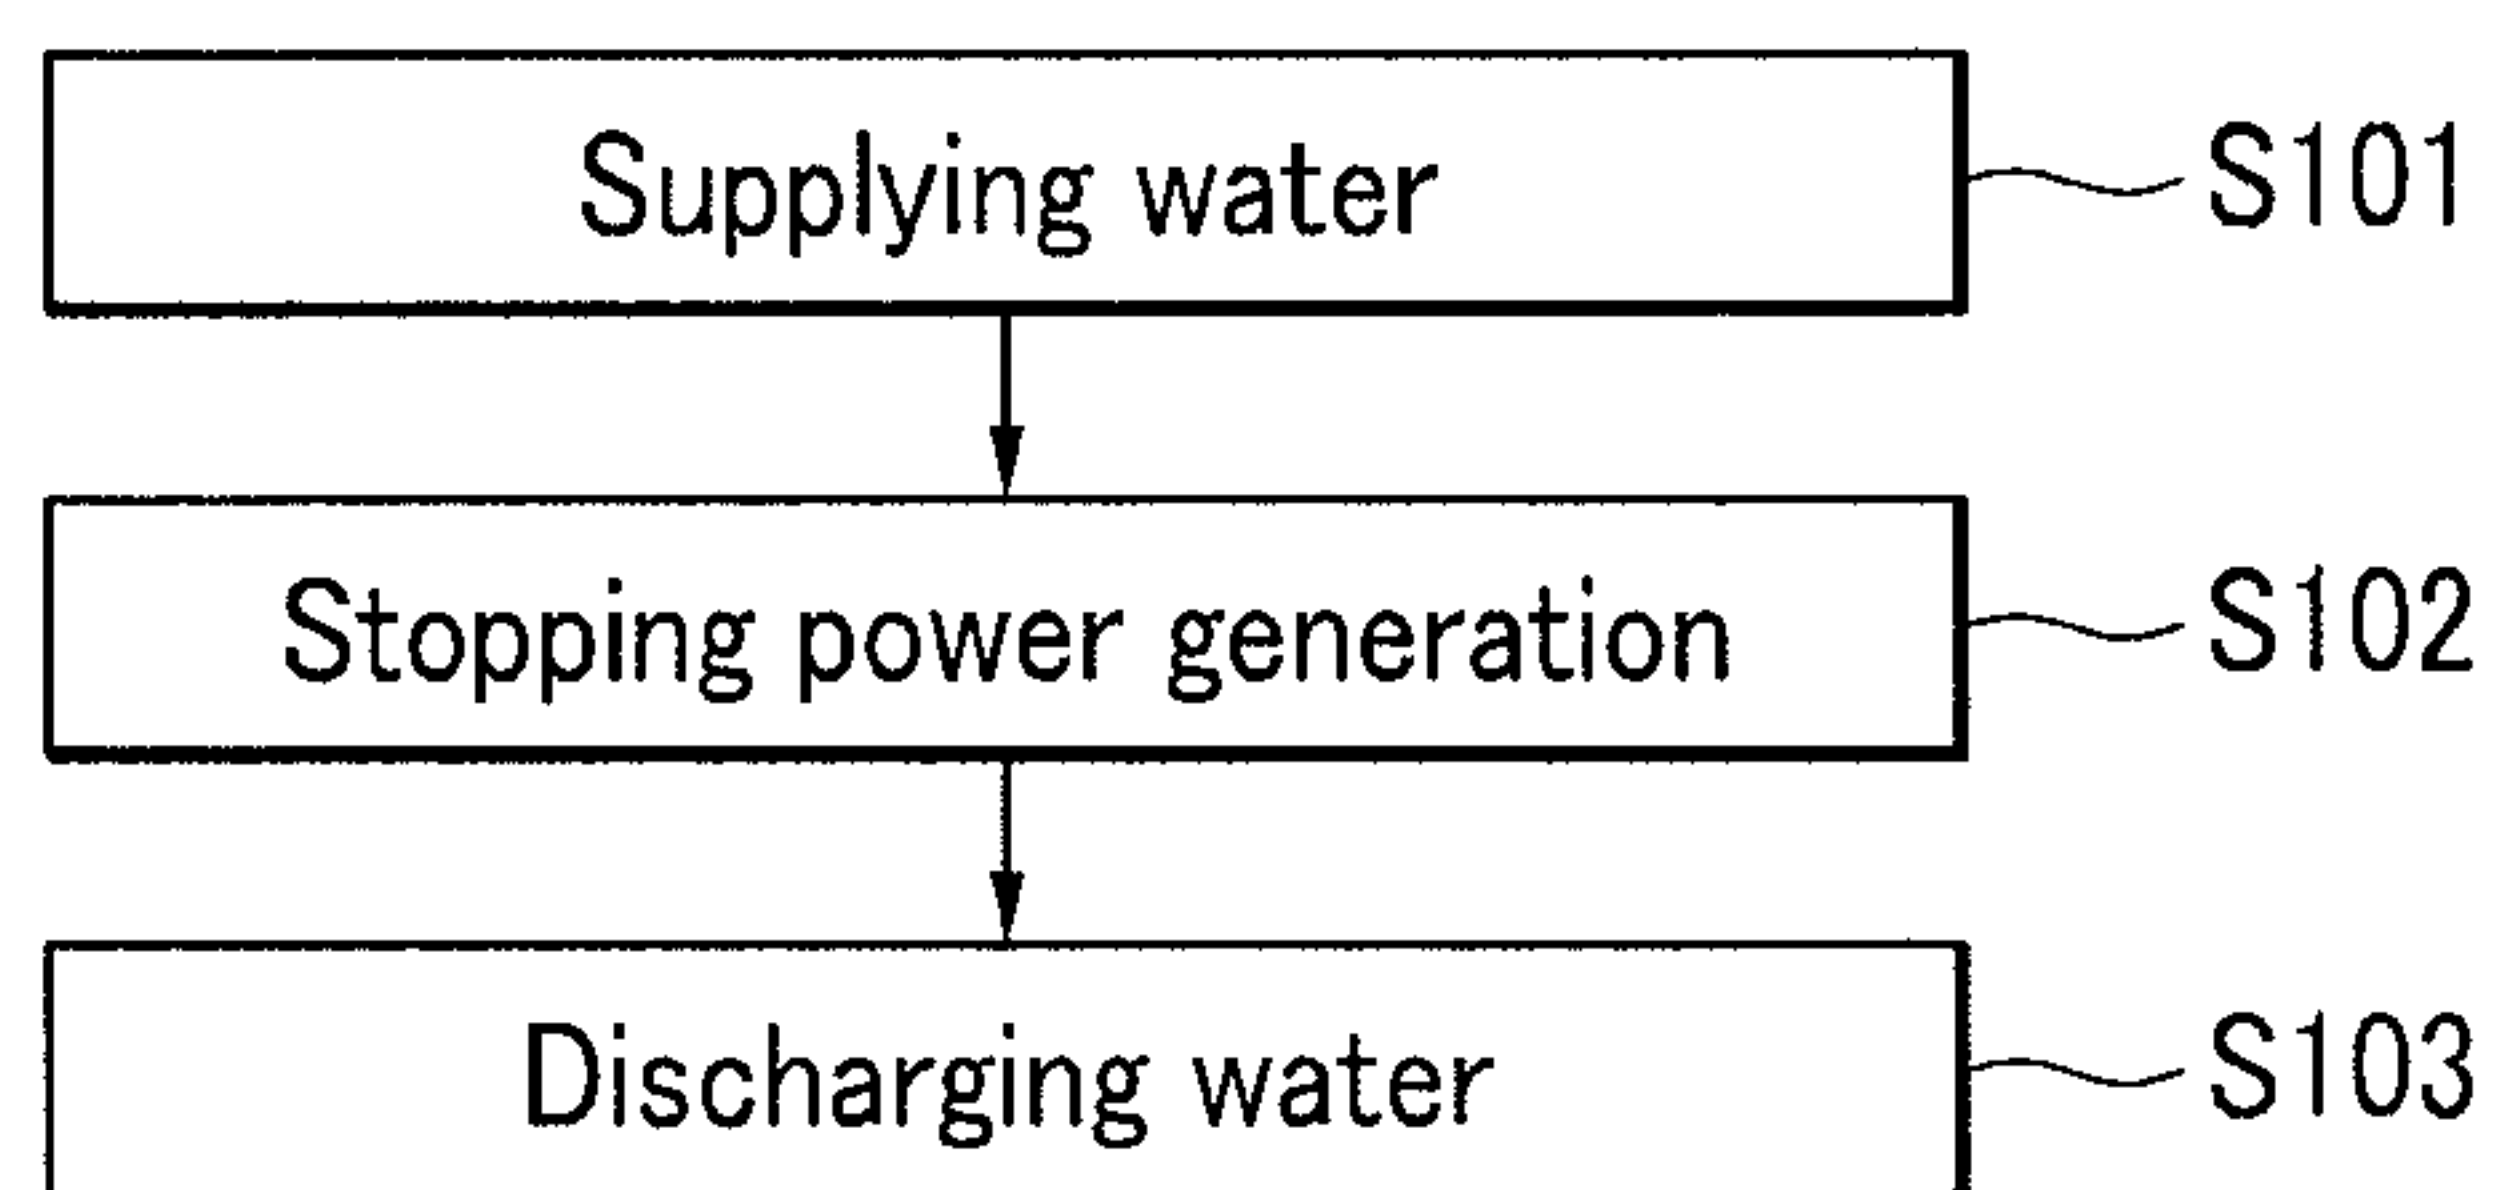 Supplying water S101
Stopping power generation S102
Discharging water S103